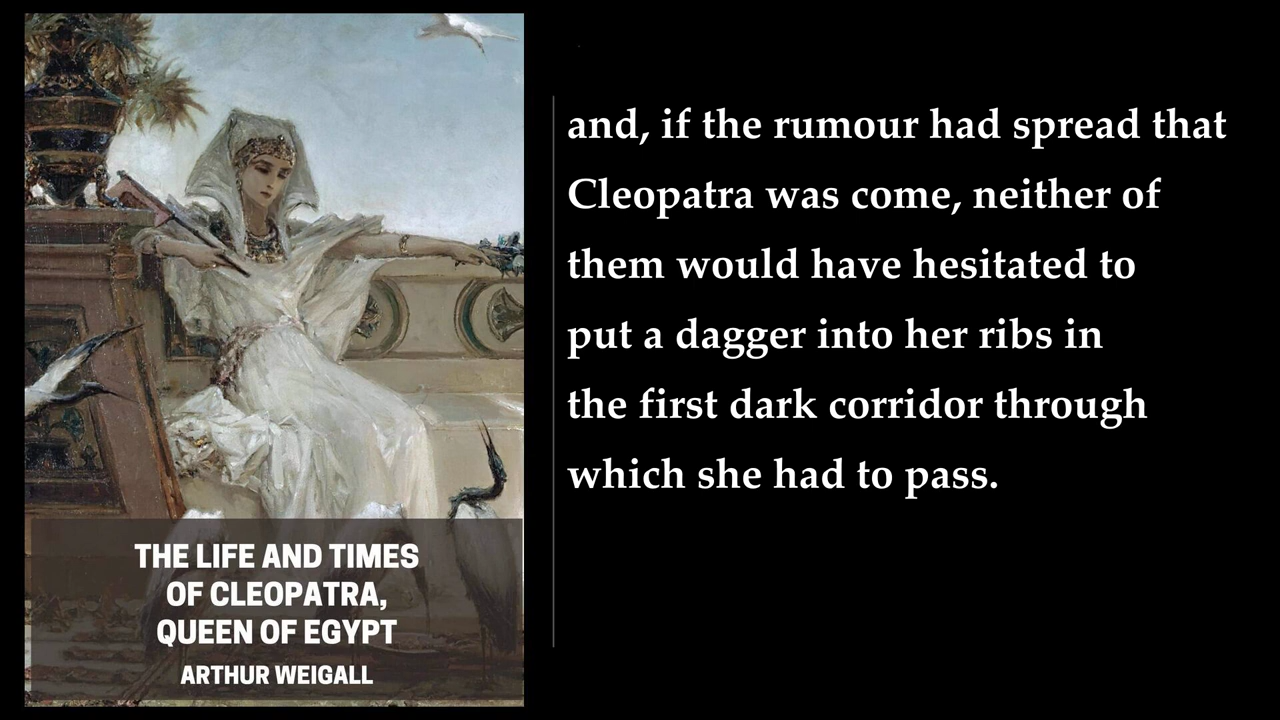 and, if the rumour had spread that
Cleopatra was come, neither of
them would have hesitated to
put a dagger into her ribs in
the first dark corridor through
which she had to pass.
THE LIFE AND TIMES
OF CLEOPATRA,
QUEEN OF EGYPT
ARTHUR WEIGALL